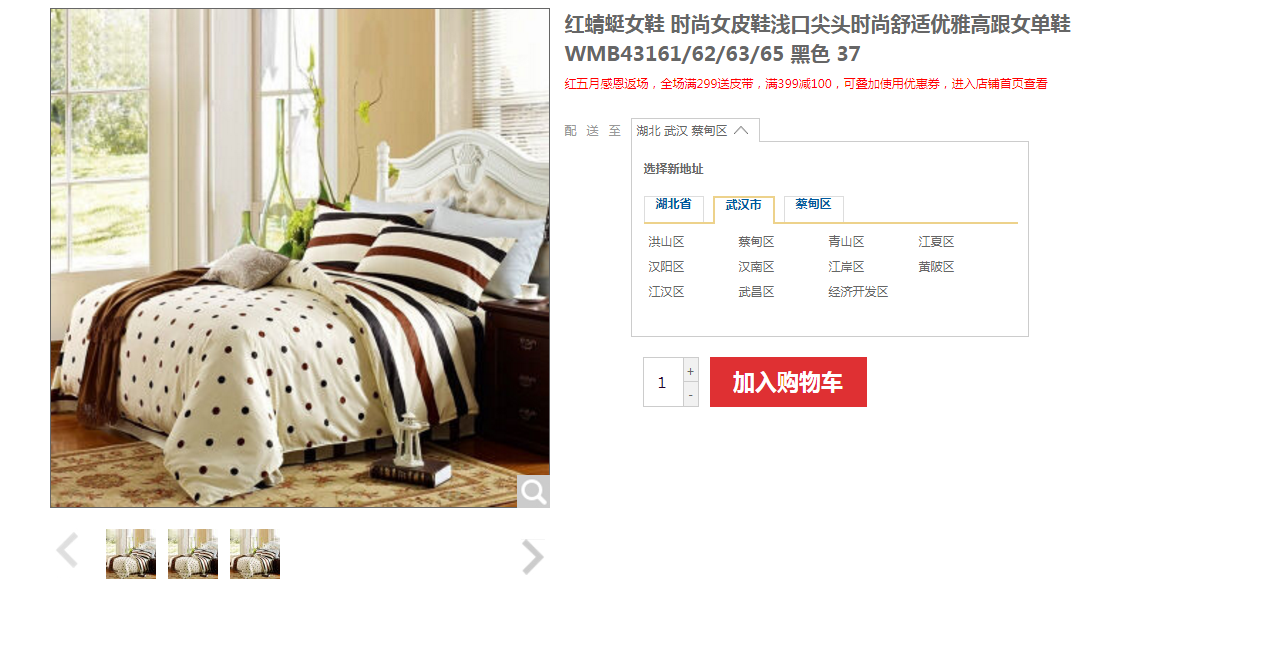 红蜻蜓女鞋 时尚女皮鞋浅口尖头时尚舒适优雅高跟女单鞋
WMB43161/62/63/65 黑色 37
红五月感恩返场，全场满299送皮带，满399减100，可叠加使用优惠券，进入店铺首页查看
配送至 湖北 武汉 蔡甸区
选择新地址
湖北省 武汉市 蔡甸区
洪山区 蔡甸区 青山区 江夏区
汉阳区 汉南区 江岸区 黄陂区
江汉区 武昌区 经济开发区
1 + - 加入购物车